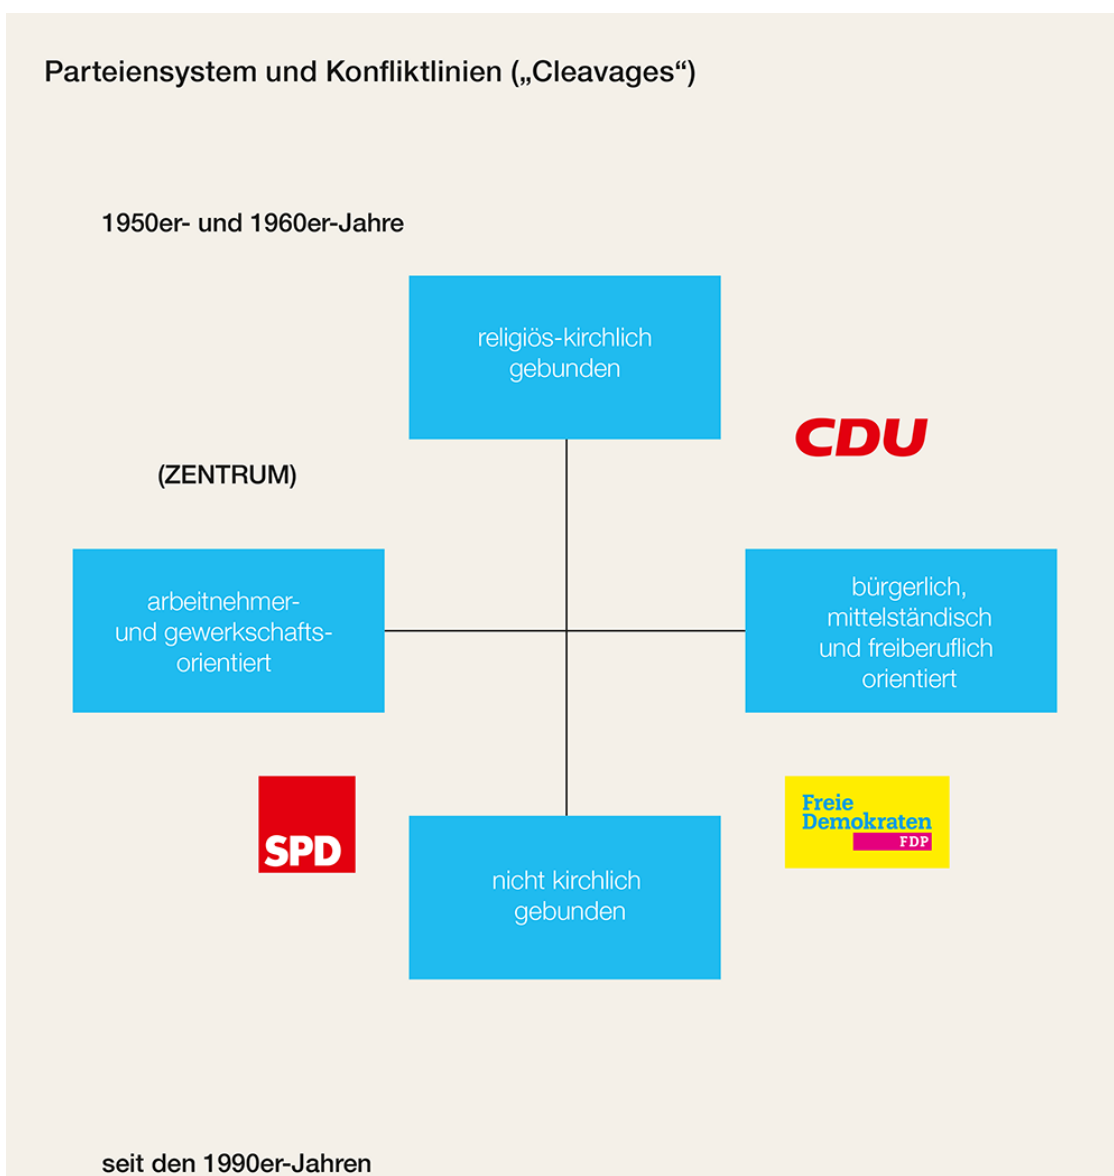 Parteiensystem und Konfliktlinien („Cleavages“)
1950er- und 1960er-Jahre
religiös-kirchlich
gebunden
CDU
(ZENTRUM)
arbeitnehmer-
und gewerkschafts-
orientiert
bürgerlich,
mittelständisch
und freiberuflich
orientiert
SPD
Freie
Demokraten
FDP
nicht kirchlich
gebunden
seit den 1990er-Jahren